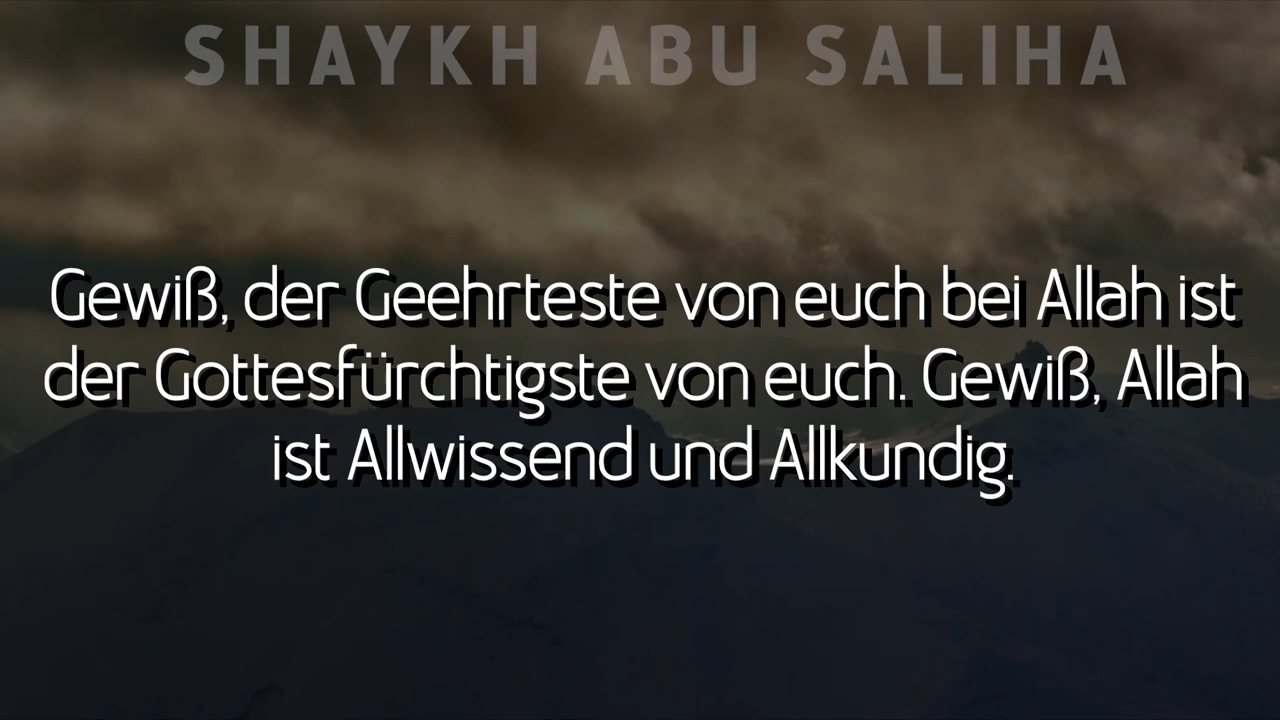 SHAYKH ABU SALIHA
Gewiß, der Geehrteste von euch bei Allah ist
der Gottesfürchtigste von euch. Gewiß, Allah
ist Allwissend und Allkundig.